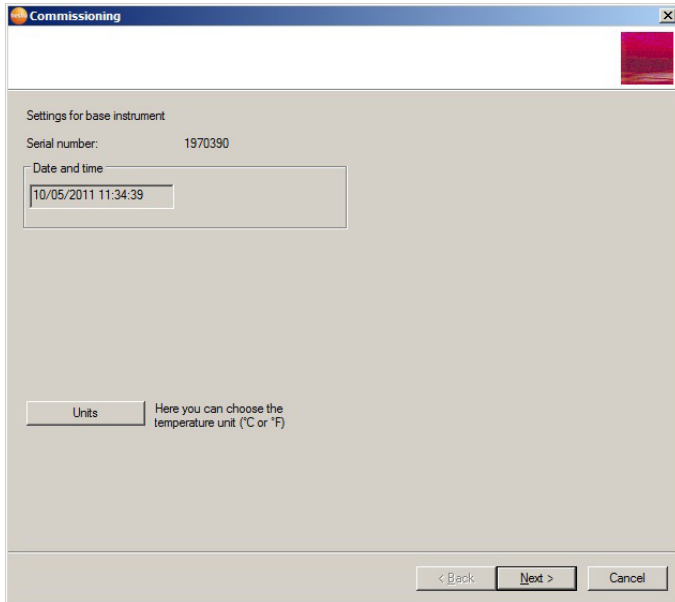 testo Commissioning
Settings for base instrument
Serial number: 1970390
Date and time
10/05/2011 11:34:39
Units
Here you can choose the
temperature unit (°C or °F)
< Back
Next >
Cancel